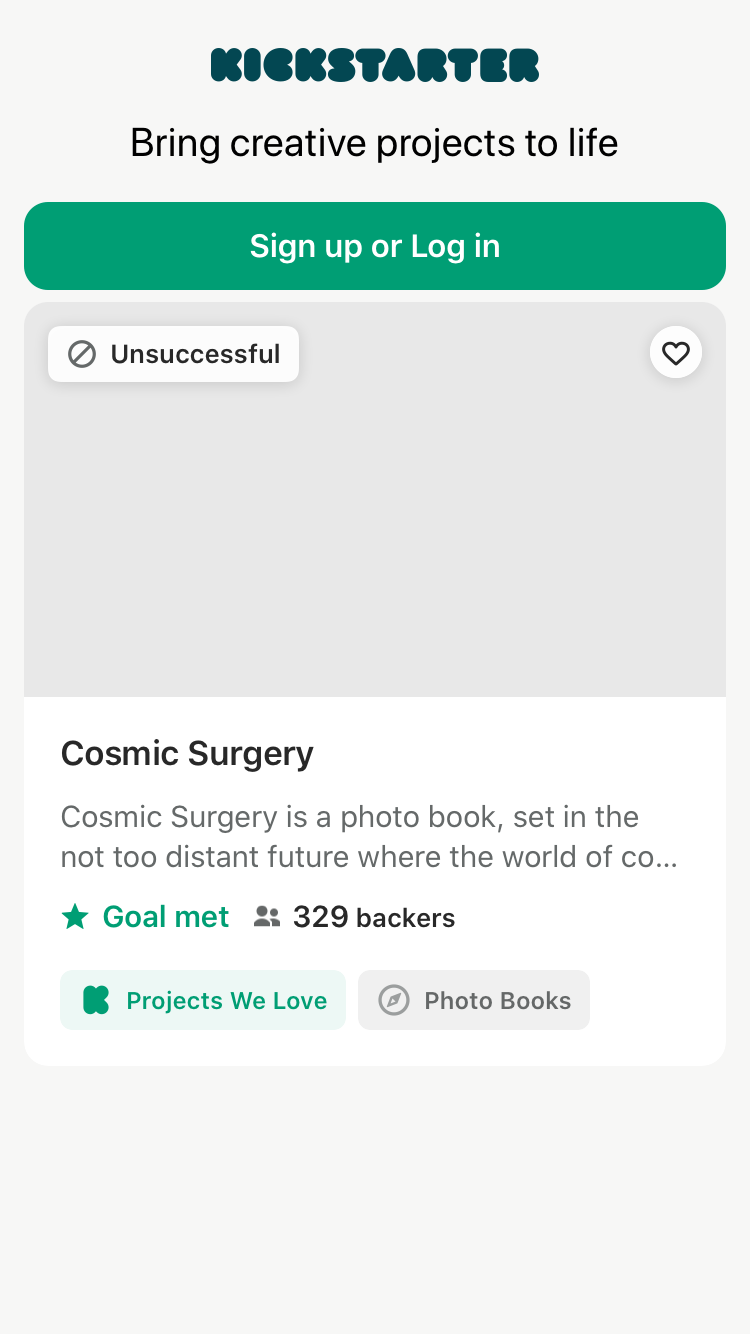 KICKSTARTER
Bring creative projects to life
Sign up or Log in
Unsuccessful
Cosmic Surgery
Cosmic Surgery is a photo book, set in the
not too distant future where the world of co...
Goal met 329 backers
Projects We Love Photo Books